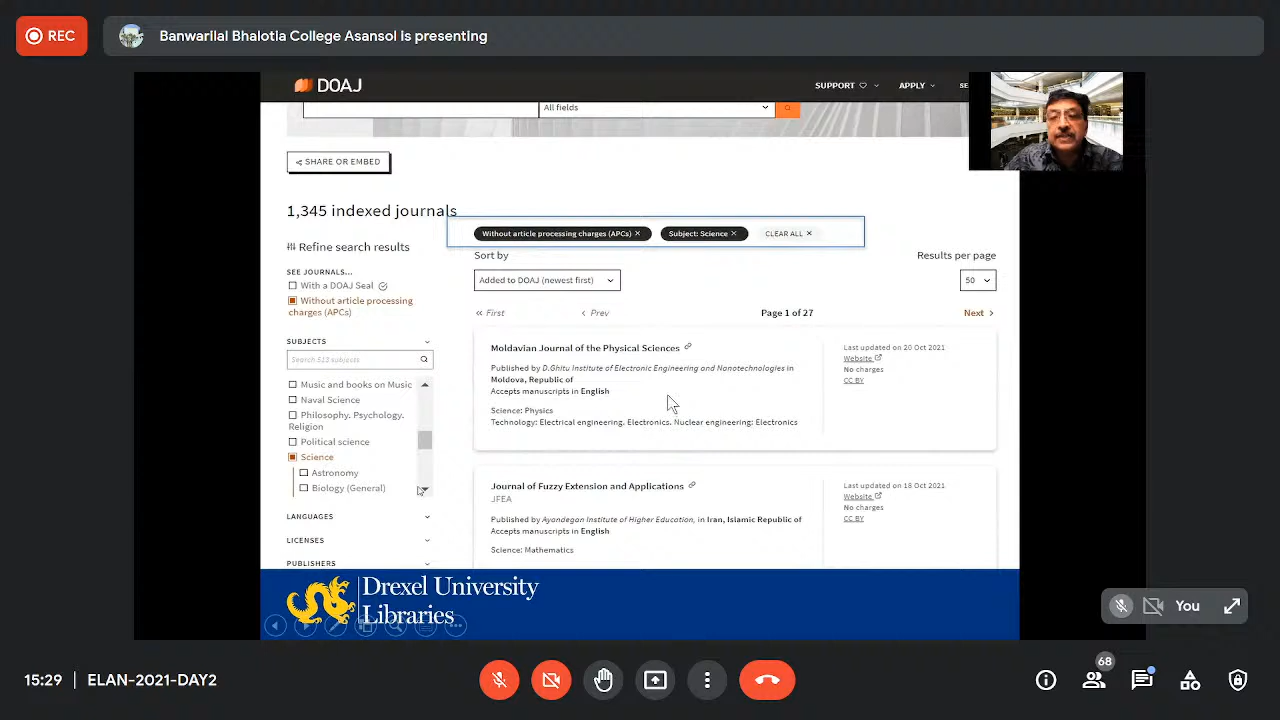 REC
Banwarilal Bhalotia College Asansol is presenting
DOAJ
SUPPORT
APPLY
SE
All fields
SHARE OR EMBED
1,345 indexed journals
Without article processing charges (APCs) ×
Subject: Science ×
CLEAR ALL ×
Refine search results
Sort by
Results per page
SEE JOURNALS...
With a DOAJ Seal
Added to DOAJ (newest first)
50
Without article processing
charges (APCs)
« First
‹ Prev
Page 1 of 27
Next ›
SUBJECTS
Search 513 subjects
Music and books on Music
Naval Science
Philosophy. Psychology.
Religion
Political science
Science
Astronomy
Biology (General)
LANGUAGES
LICENSES
PUBLISHERS
Moldavian Journal of the Physical Sciences
Published by D.Ghitu Institute of Electronic Engineering and Nanotechnologies in
Moldova, Republic of
Accepts manuscripts in English
Science: Physics
Technology: Electrical engineering. Electronics. Nuclear engineering: Electronics
Last updated on 20 Oct 2021
Website
No charges
CC BY
Journal of Fuzzy Extension and Applications
JFEA
Published by Ayandegan Institute of Higher Education, in Iran, Islamic Republic of
Accepts manuscripts in English
Science: Mathematics
Last updated on 18 Oct 2021
Website
No charges
CC BY
Drexel University
Libraries
You
15:29 | ELAN-2021-DAY2
68